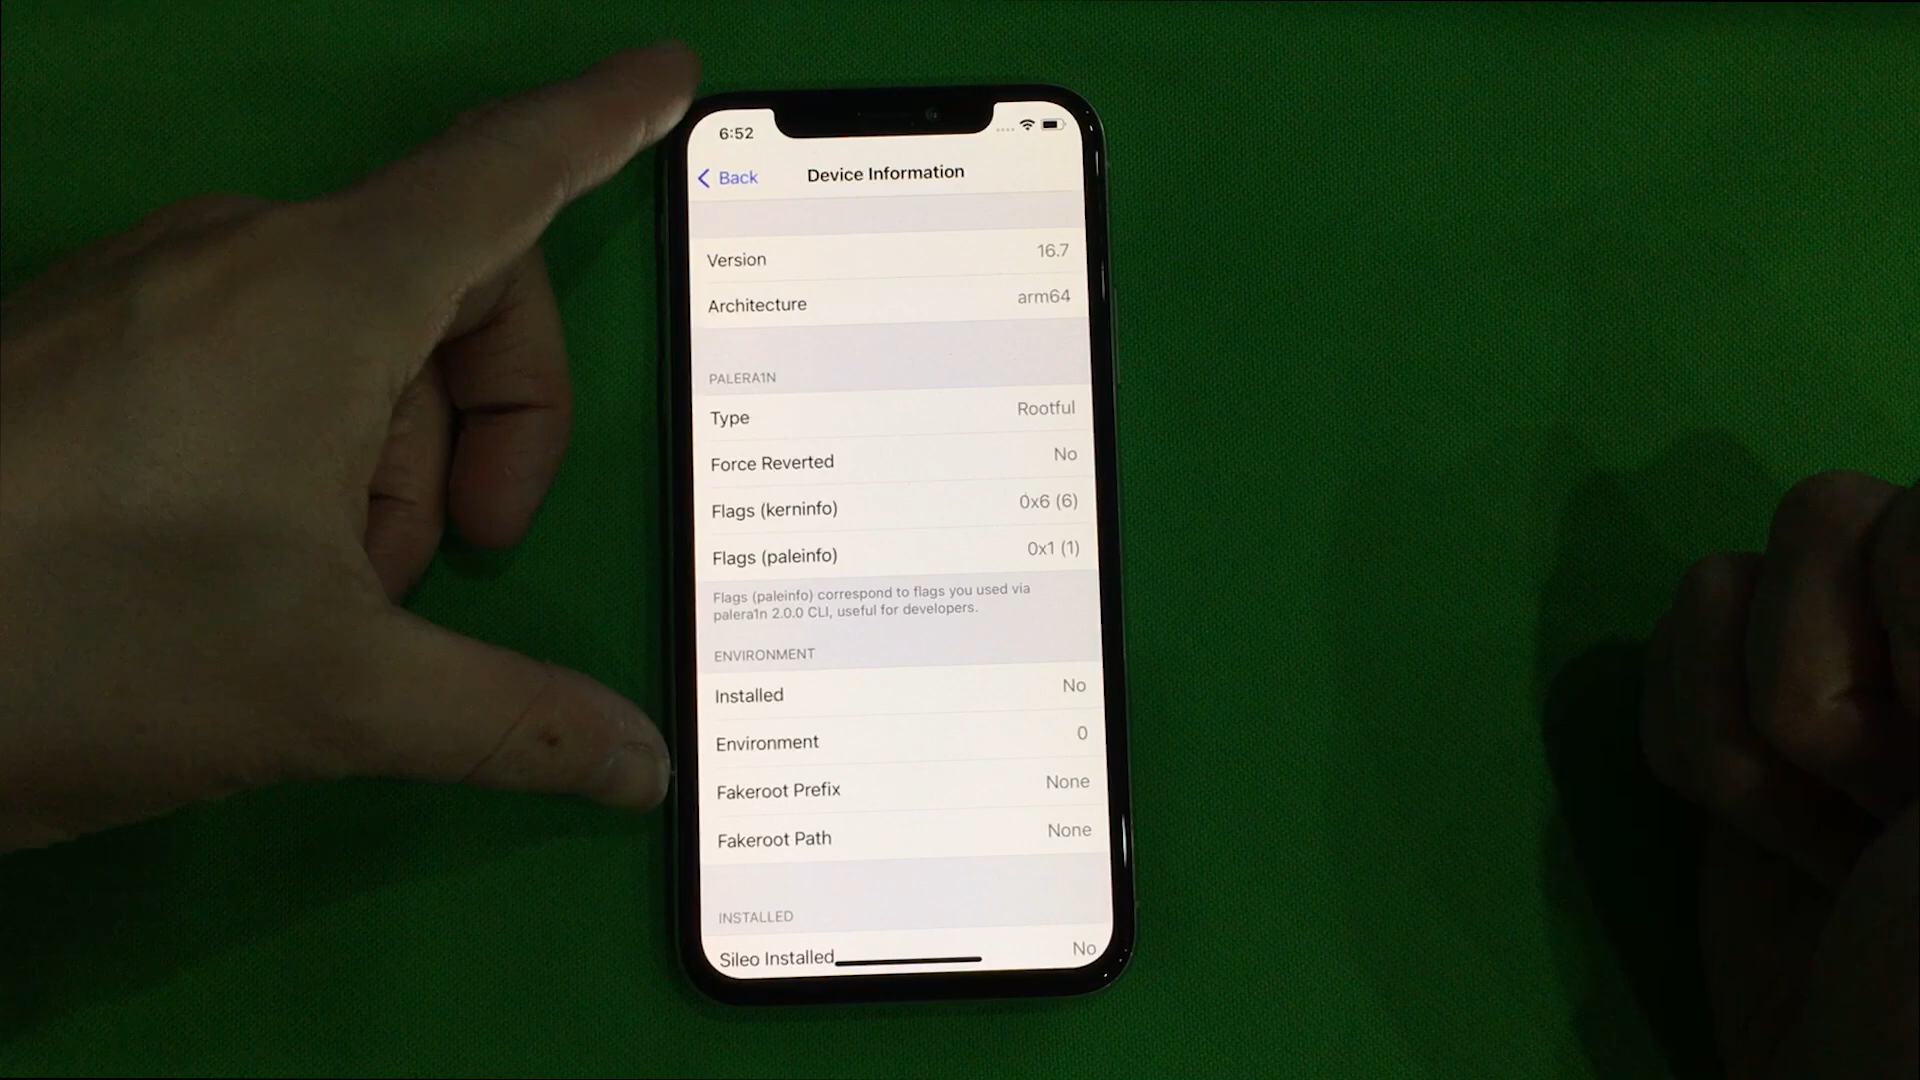 6:52
Back Device Information
Version 16.7
Architecture arm64
PALERA1N
Type Rootful
Force Reverted No
Flags (kerninfo) 0x6 (6)
Flags (paleinfo) 0x1 (1)
Flags (paleinfo) correspond to flags you used via
palera1n 2.0.0 CLI, useful for developers.
ENVIRONMENT
Installed No
Environment 0
Fakeroot Prefix None
Fakeroot Path None
INSTALLED
Sileo Installed No